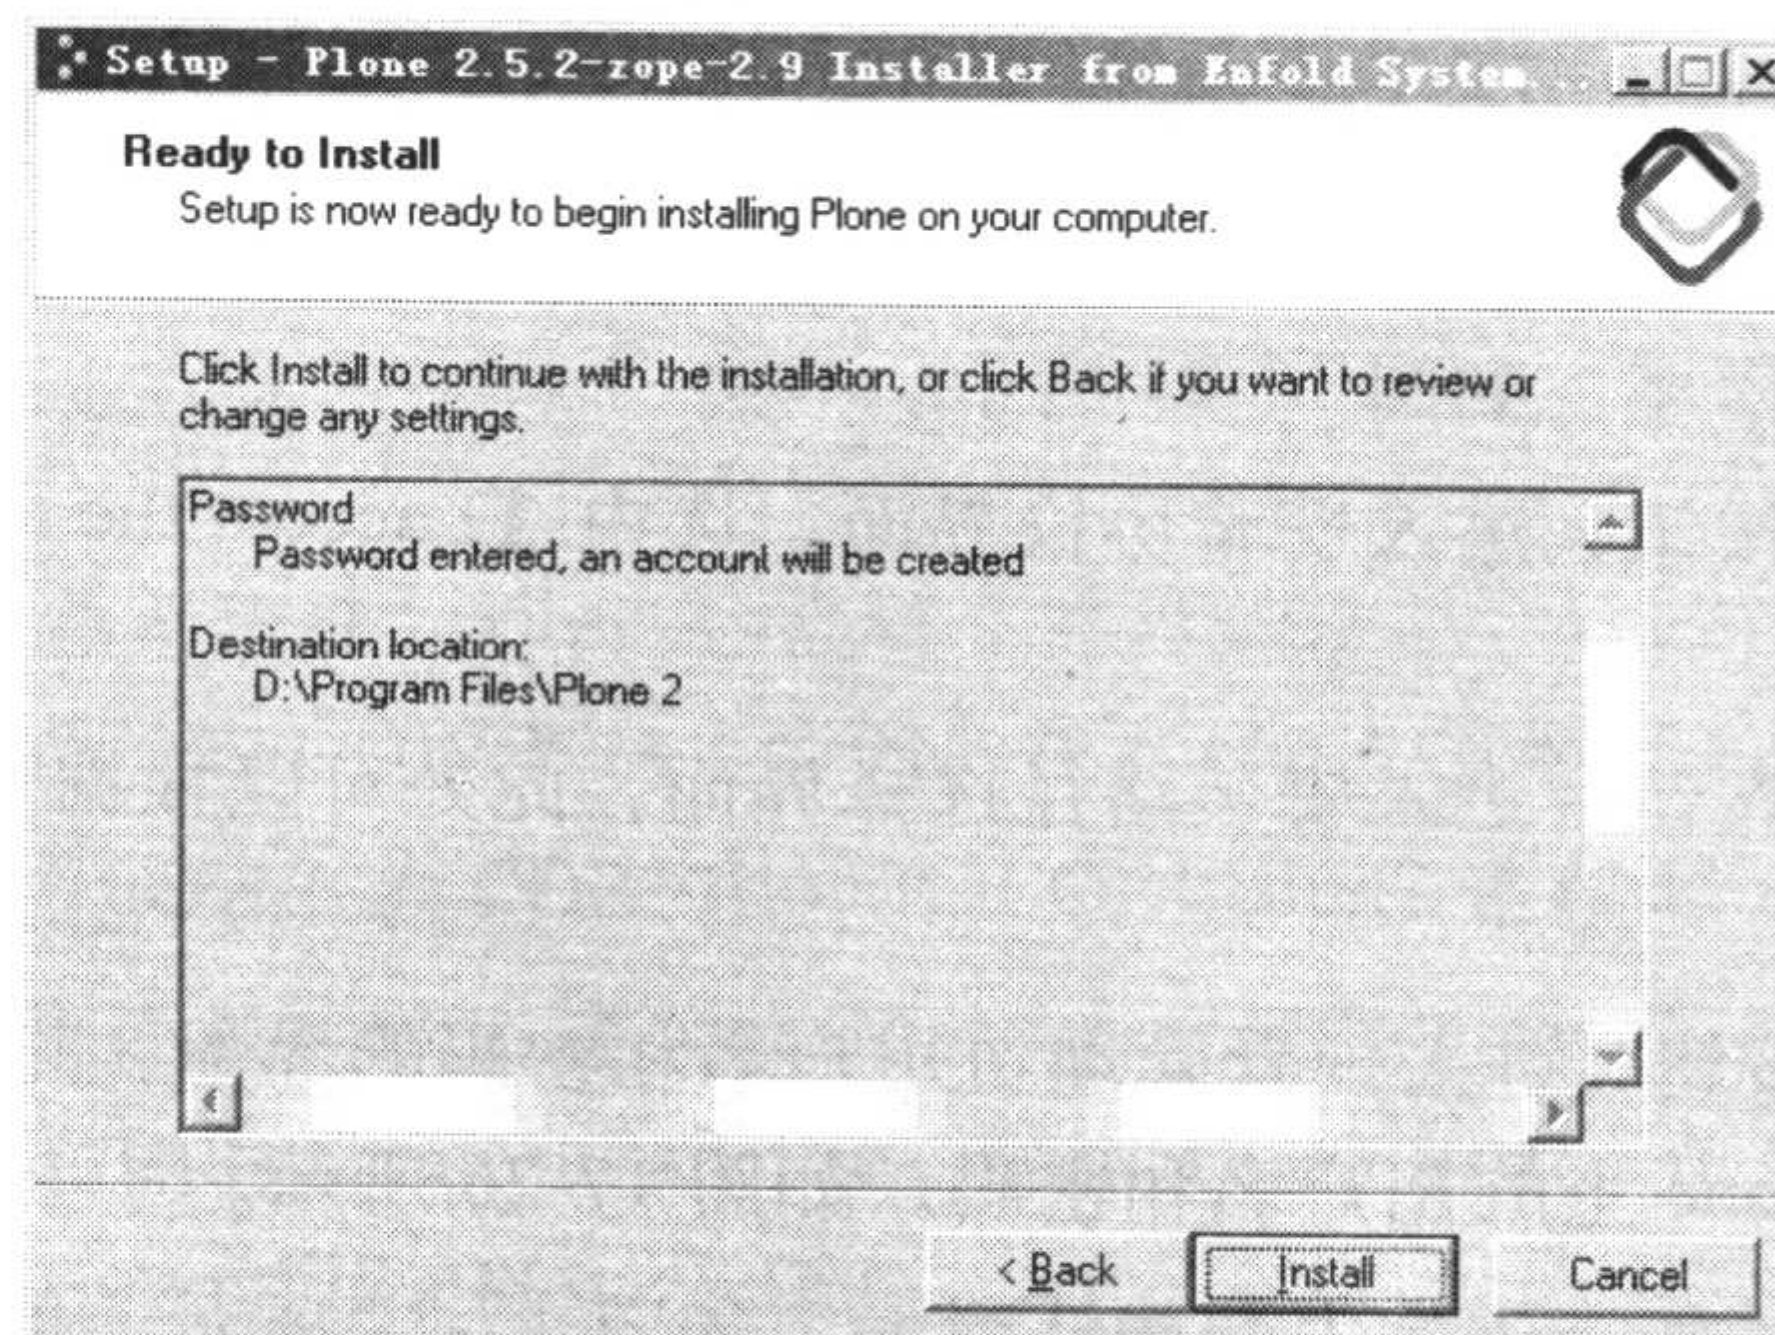 Setup - Plone 2.5.2-zope-2.9 Installer from Enfold System...
Ready to Install
Setup is now ready to begin installing Plone on your computer.
Click Install to continue with the installation, or click Back if you want to review or
change any settings.
Password
Password entered, an account will be created
Destination location:
D:\Program Files\Plone 2
< Back
Install
Cancel